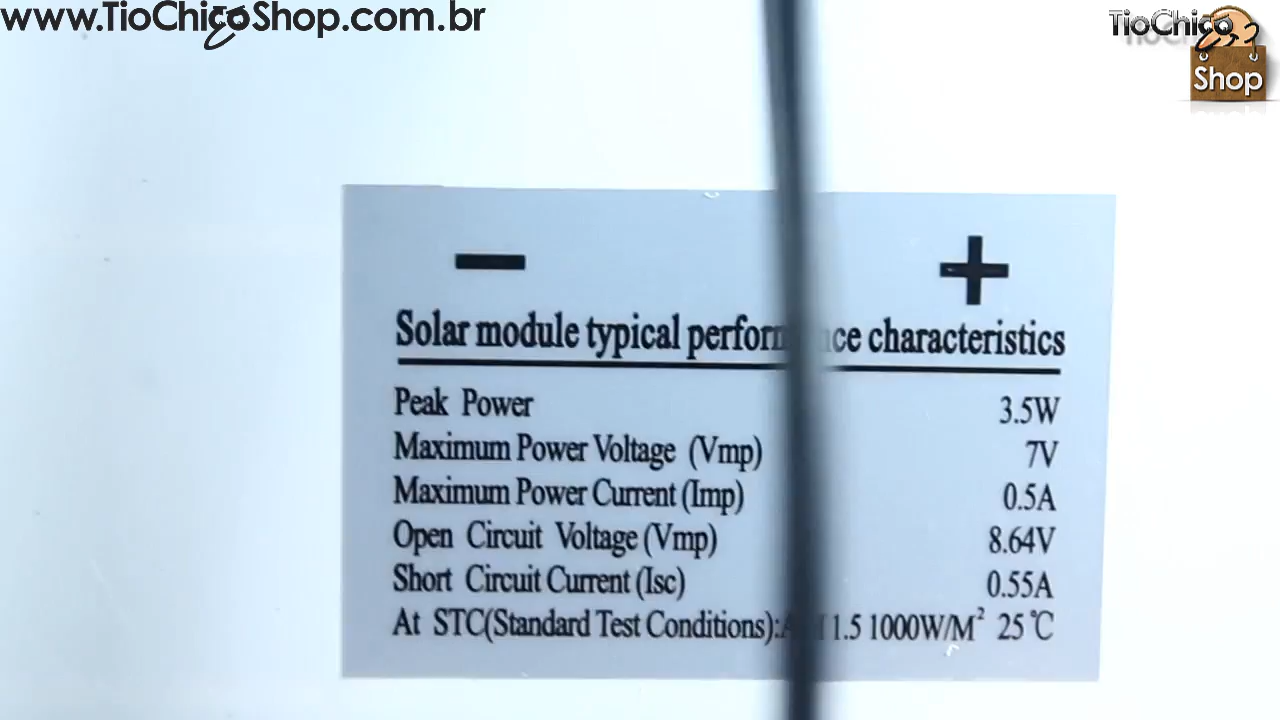 www.TioChicoShop.com.br
TioChico
Shop
− +
Solar module typical characteristics
Peak Power 3.5W
Maximum Power Voltage (Vmp) 7V
Maximum Power Current (Imp) 0.5A
Open Circuit Voltage (Vmp) 8.64V
Short Circuit Current (Isc) 0.55A
At STC(Standard Test Conditions): 1.5 1000W/M² 25℃